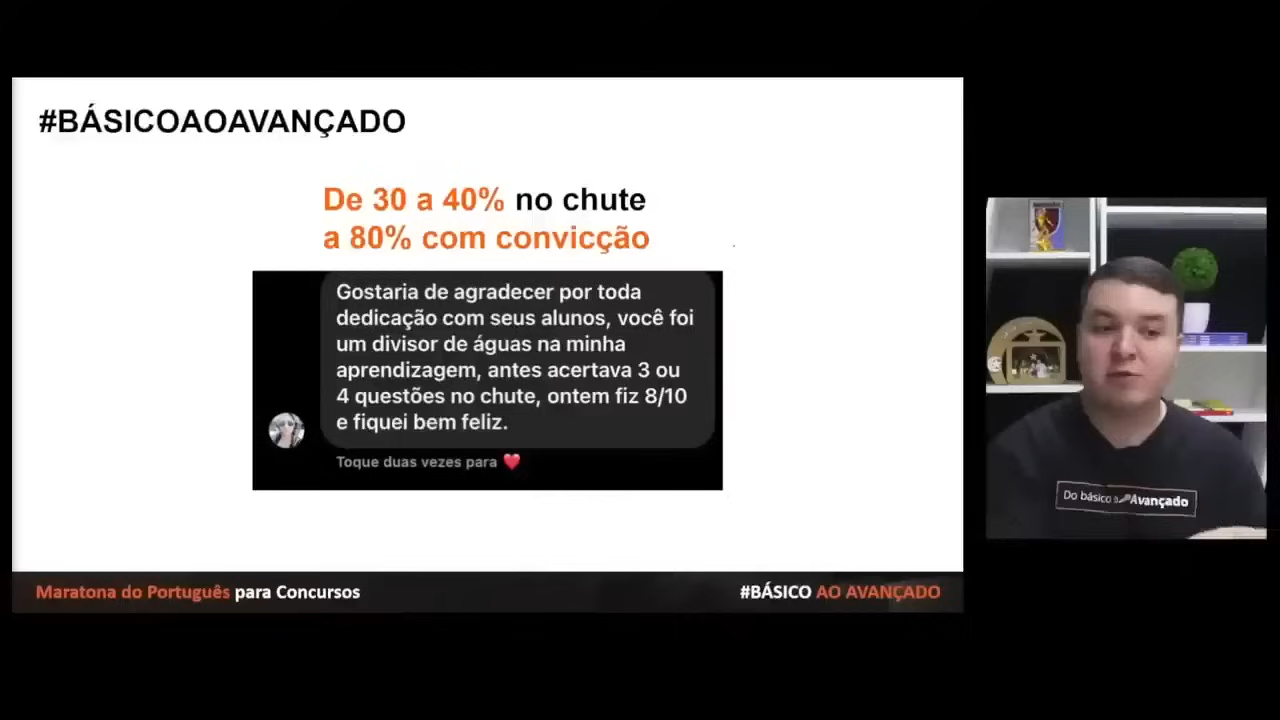 #BÁSICOAOAVANÇADO
De 30 a 40% no chute
a 80% com convicção
Gostaria de agradecer por toda
dedicação com seus alunos, você foi
um divisor de águas na minha
aprendizagem, antes acertava 3 ou
4 questões no chute, ontem fiz 8/10
e fiquei bem feliz.
Toque duas vezes para ❤️
Maratona do Português para Concursos
#BÁSICO AO AVANÇADO
Do básico ao Avançado